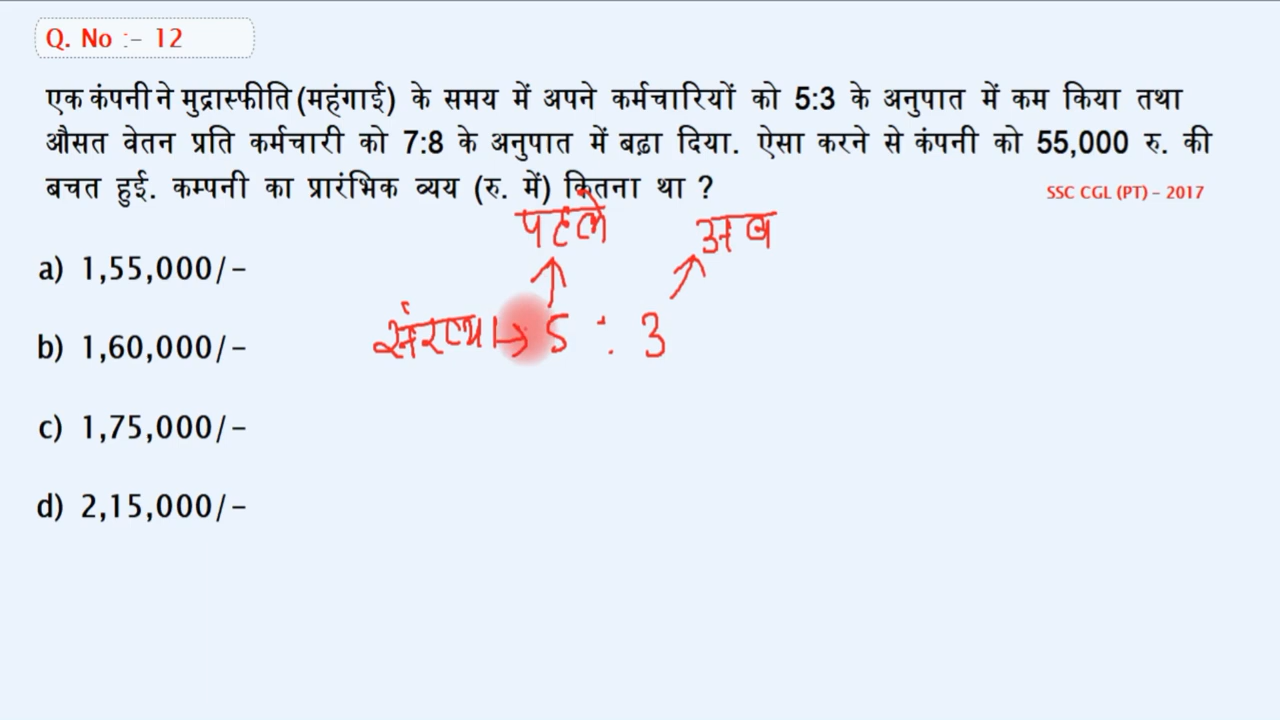 Q. No :- 12
एक कंपनी ने मुद्रास्फीति (महंगाई) के समय में अपने कर्मचारियों को 5:3 के अनुपात में कम किया तथा
औसत वेतन प्रति कर्मचारी को 7:8 के अनुपात में बढ़ा दिया. ऐसा करने से कंपनी को 55,000 रु. की
बचत हुई. कम्पनी का प्रारंभिक व्यय (रु. में) कितना था ?
SSC CGL (PT) - 2017
पहले अब
a) 1,55,000/-
संख्या → 5 : 3
b) 1,60,000/-
c) 1,75,000/-
d) 2,15,000/-